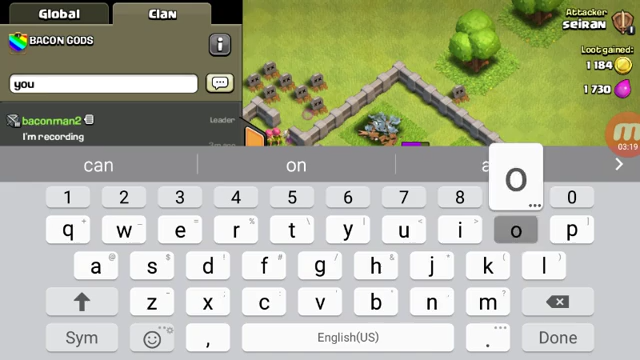 Global
Clan
Attacker
SEIRAN
1
BACON GODS
i
Loot gained:
1 184
you
1 730
baconman2
Leader
I'm recording
03:19
can
on
o
...
1 2 3 4 5 6 7 8 0
q w e r t y u i o p
a s d f g h j k l
z x c v b n m
Sym
,
English(US)
.
Done